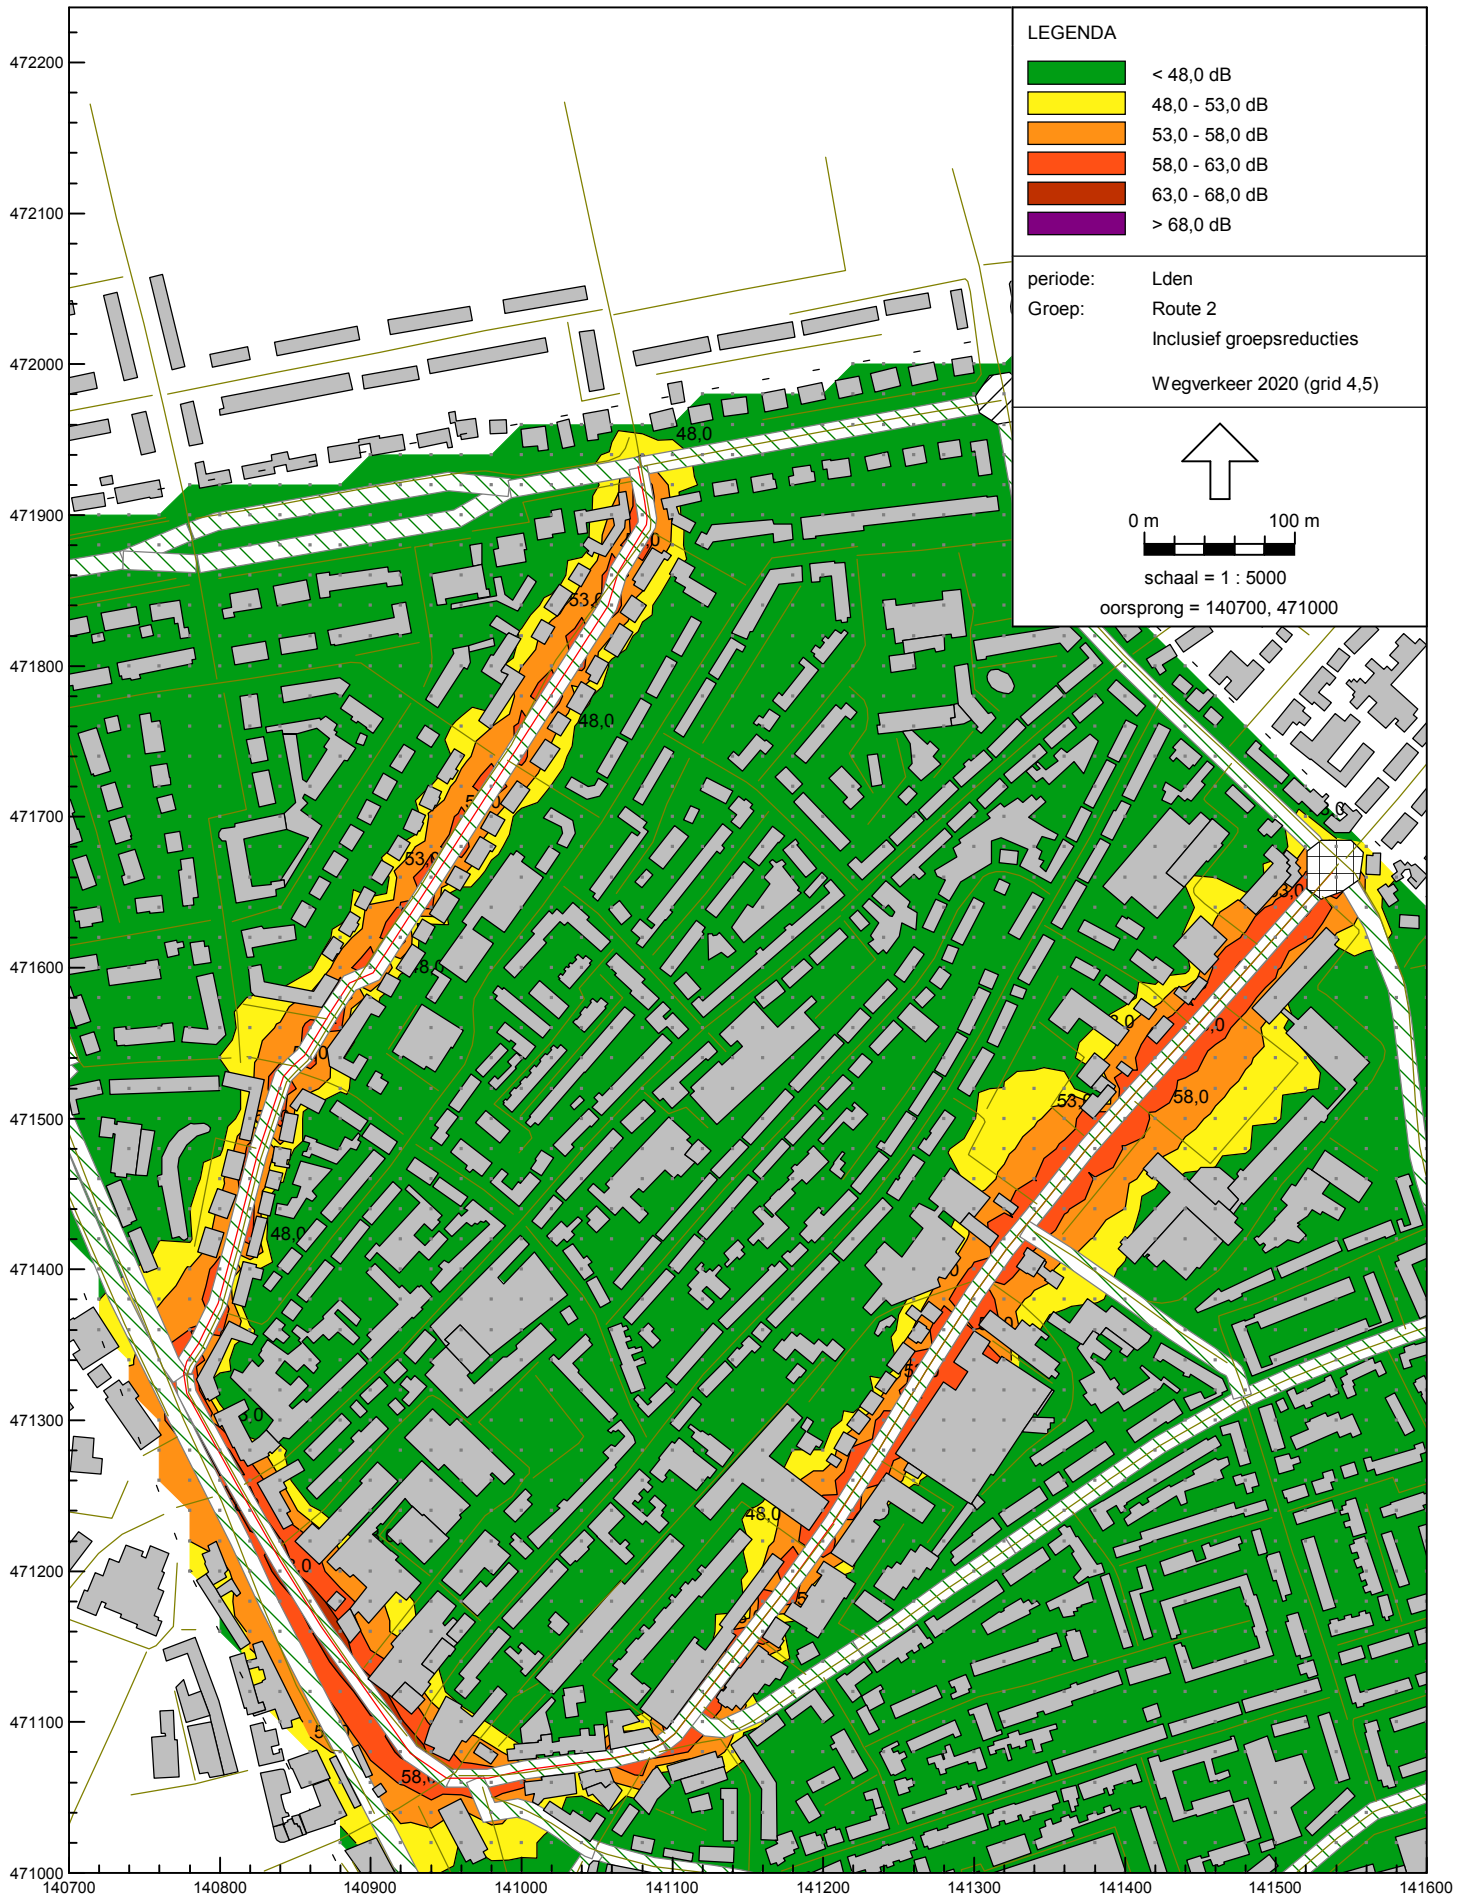 LEGENDA
< 48,0 dB
48,0 - 53,0 dB
53,0 - 58,0 dB
58,0 - 63,0 dB
63,0 - 68,0 dB
> 68,0 dB
periode: Lden
Groep: Route 2
Inclusief groepsreducties
Wegverkeer 2020 (grid 4,5)
0 m 100 m
schaal = 1 : 5000
oorsprong = 140700, 471000
472200
472100
472000
471900
471800
471700
471600
471500
471400
471300
471200
471100
471000
48,0
48,0
53,0
58,0
48,0
48,0
140700 140800 140900 141000 141100 141200 141300 141400 141500 141600